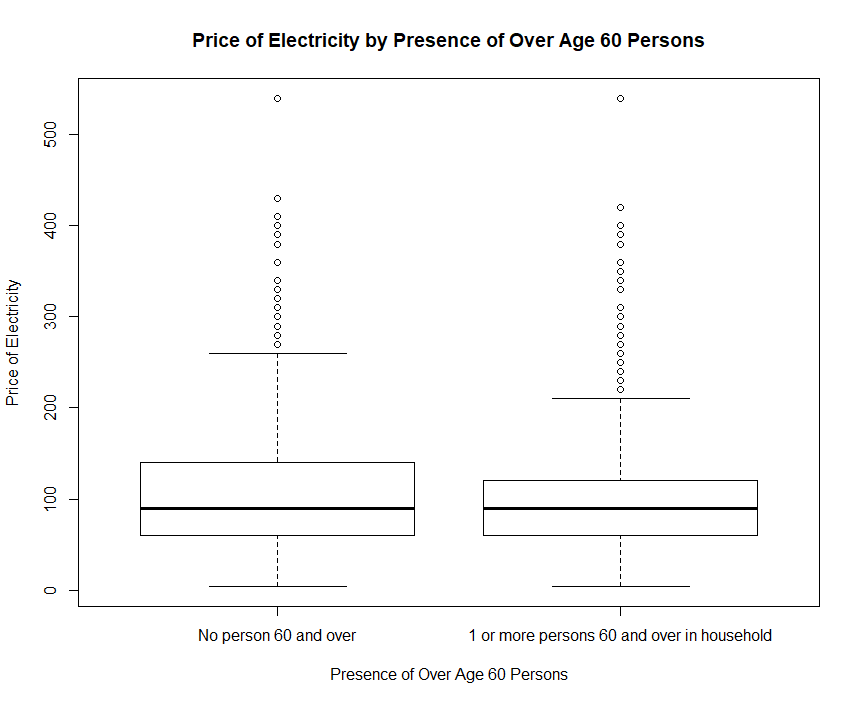 Price of Electricity by Presence of Over Age 60 Persons
Price of Electricity
500
400
300
200
100
0
No person 60 and over
1 or more persons 60 and over in household
Presence of Over Age 60 Persons